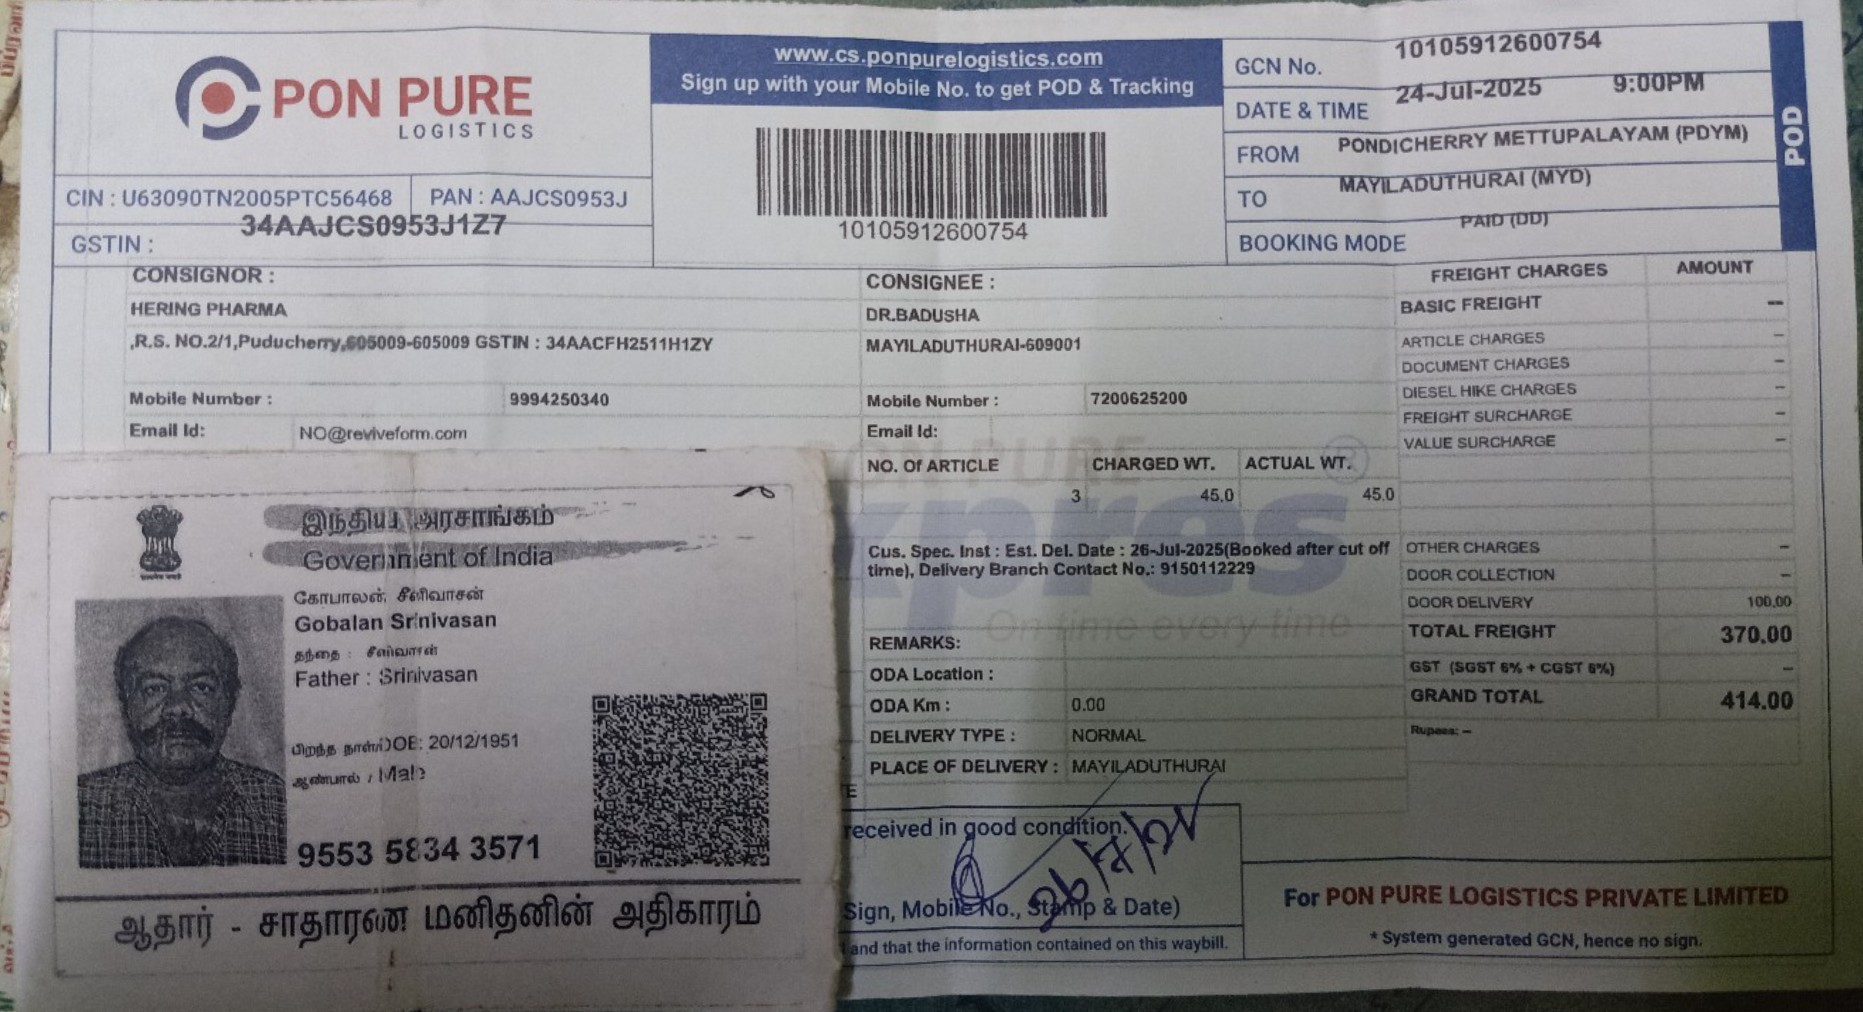 PON PURE
LOGISTICS
www.cs.ponpurelogistics.com
Sign up with your Mobile No. to get POD & Tracking
10105912600754
GCN No. 10105912600754
DATE & TIME 24-Jul-2025 9:00PM
FROM PONDICHERRY METTUPALAYAM (PDYM)
TO MAYILADUTHURAI (MYD)
BOOKING MODE PAID (DD)
POD
CIN : U63090TN2005PTC56468 PAN : AAJCS0953J
GSTIN : 34AAJCS0953J1Z7
CONSIGNOR :
HERING PHARMA
,R.S. NO.2/1,Puducherry,605009-605009 GSTIN : 34AACFH2511H1ZY
Mobile Number : 9994250340
Email Id: NO@reviveform.com
CONSIGNEE :
DR.BADUSHA
MAYILADUTHURAI-609001
Mobile Number : 7200625200
Email Id:
NO. Of ARTICLE CHARGED WT. ACTUAL WT.
3 45.0 45.0
Cus. Spec. Inst : Est. Del. Date : 26-Jul-2025(Booked after cut off
time), Delivery Branch Contact No.: 9150112229
On time every time
REMARKS:
ODA Location :
ODA Km : 0.00
DELIVERY TYPE : NORMAL
PLACE OF DELIVERY : MAYILADUTHURAI
received in good condition.
Sign, Mobile No., Stamp & Date)
and that the information contained on this waybill.
FREIGHT CHARGES AMOUNT
BASIC FREIGHT --
ARTICLE CHARGES -
DOCUMENT CHARGES -
DIESEL HIKE CHARGES -
FREIGHT SURCHARGE -
VALUE SURCHARGE -
OTHER CHARGES -
DOOR COLLECTION -
DOOR DELIVERY 100.00
TOTAL FREIGHT 370.00
GST (SGST 6% + CGST 6%) -
GRAND TOTAL 414.00
Rupees: --
For PON PURE LOGISTICS PRIVATE LIMITED
* System generated GCN, hence no sign.
இந்திய அரசாங்கம்
Government of India
கோபாலன் சீனிவாசன்
Gobalan Srinivasan
தந்தை : சீனிவாசன்
Father : Srinivasan
பிறந்த நாள்/DOB: 20/12/1951
ஆண்பால் / Male
9553 5834 3571
ஆதார் - சாதாரண மனிதனின் அதிகாரம்